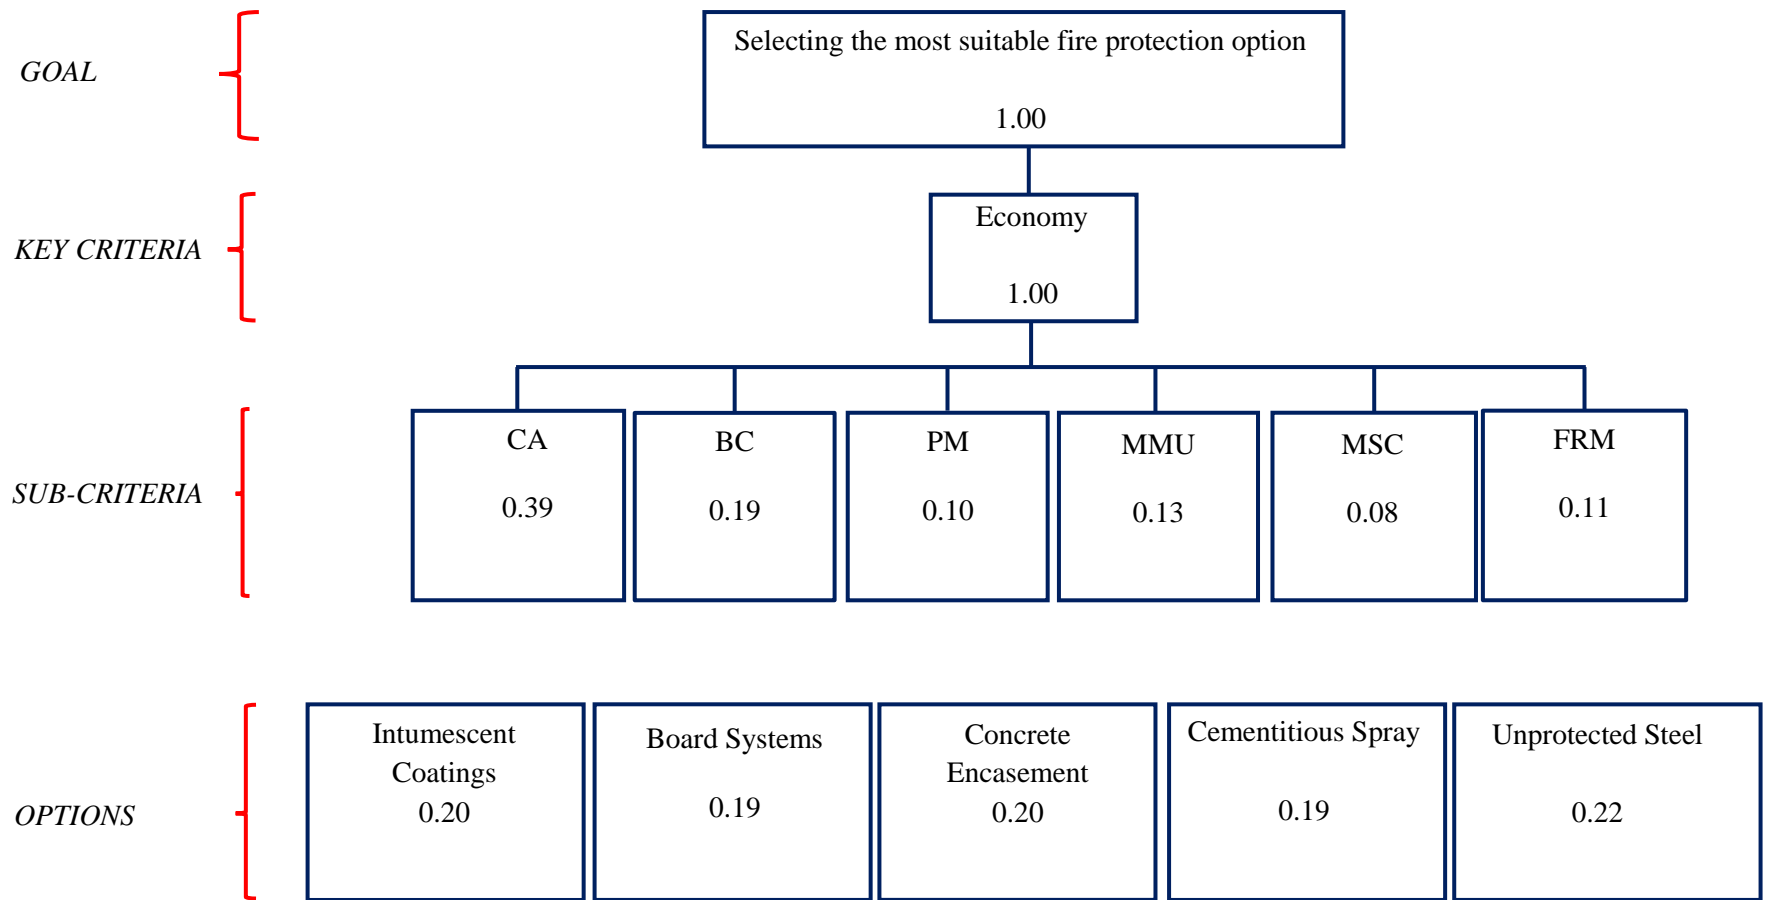 GOAL
Selecting the most suitable fire protection option
1.00
KEY CRITERIA
Economy
1.00
SUB-CRITERIA
CA
0.39
BC
0.19
PM
0.10
MMU
0.13
MSC
0.08
FRM
0.11
OPTIONS
Intumescent
Coatings
0.20
Board Systems
0.19
Concrete
Encasement
0.20
Cementitious Spray
0.19
Unprotected Steel
0.22